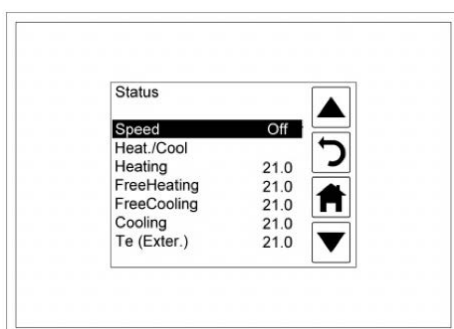 Status
Speed Off
Heat./Cool
Heating 21.0
FreeHeating 21.0
FreeCooling 21.0
Cooling 21.0
Te (Exter.) 21.0